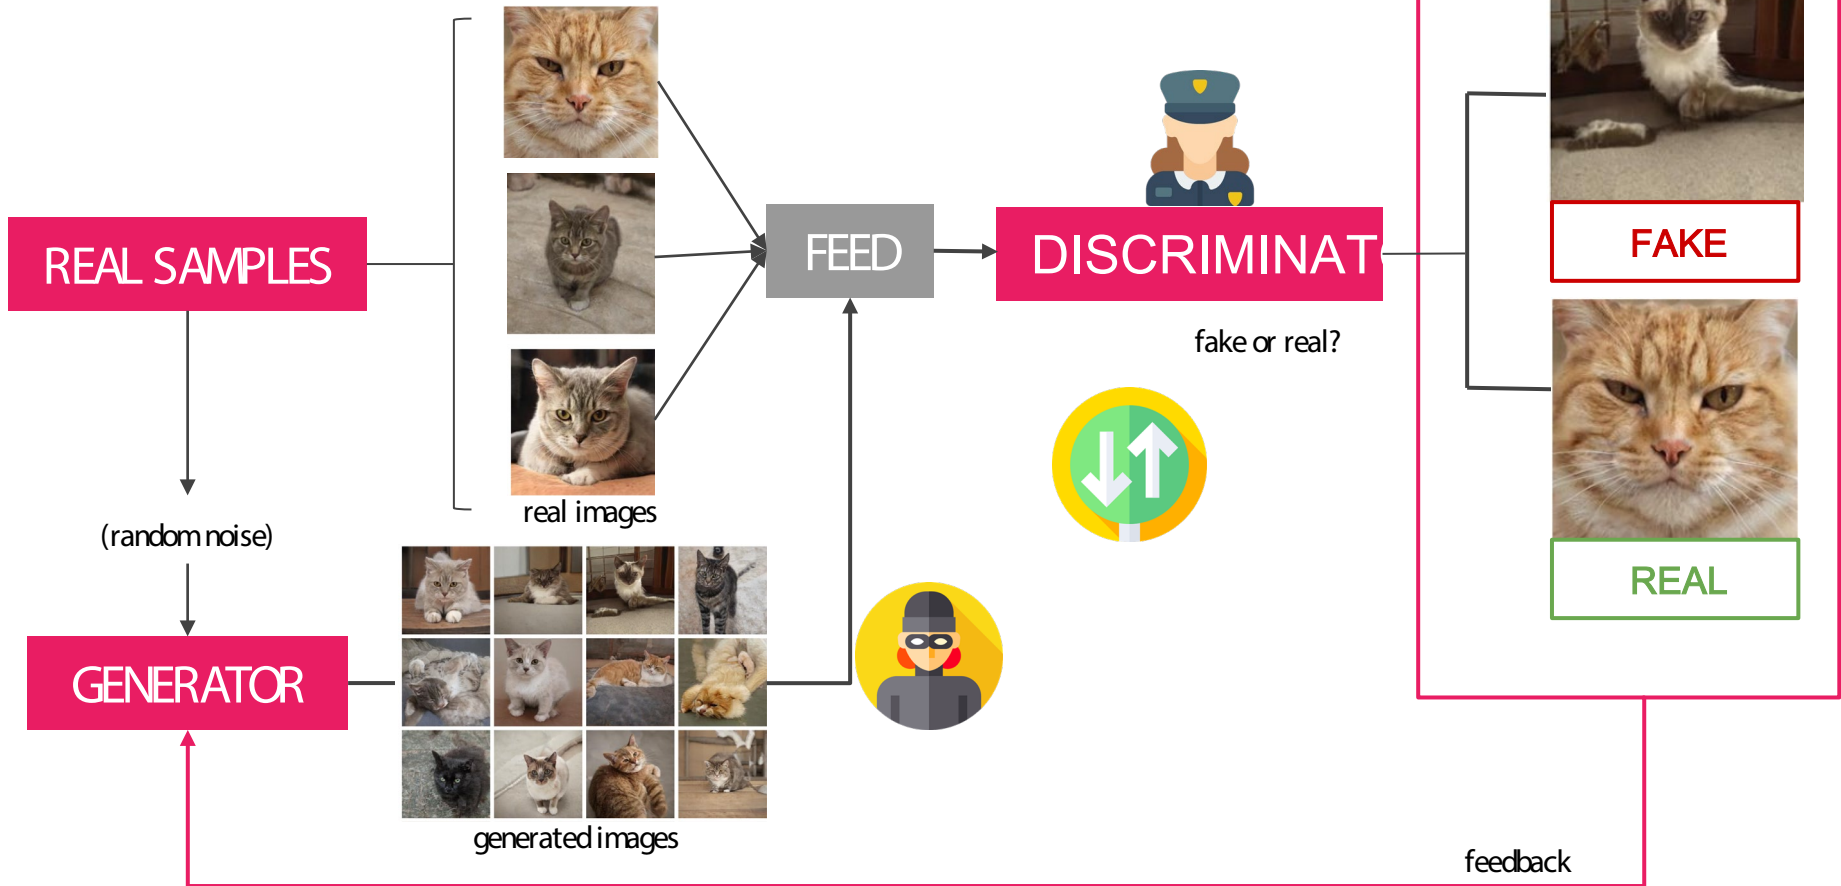 REAL SAMPLES
FEED
DISCRIMINAT
FAKE
fake or real?
real images
(random noise)
REAL
GENERATOR
generated images
feedback